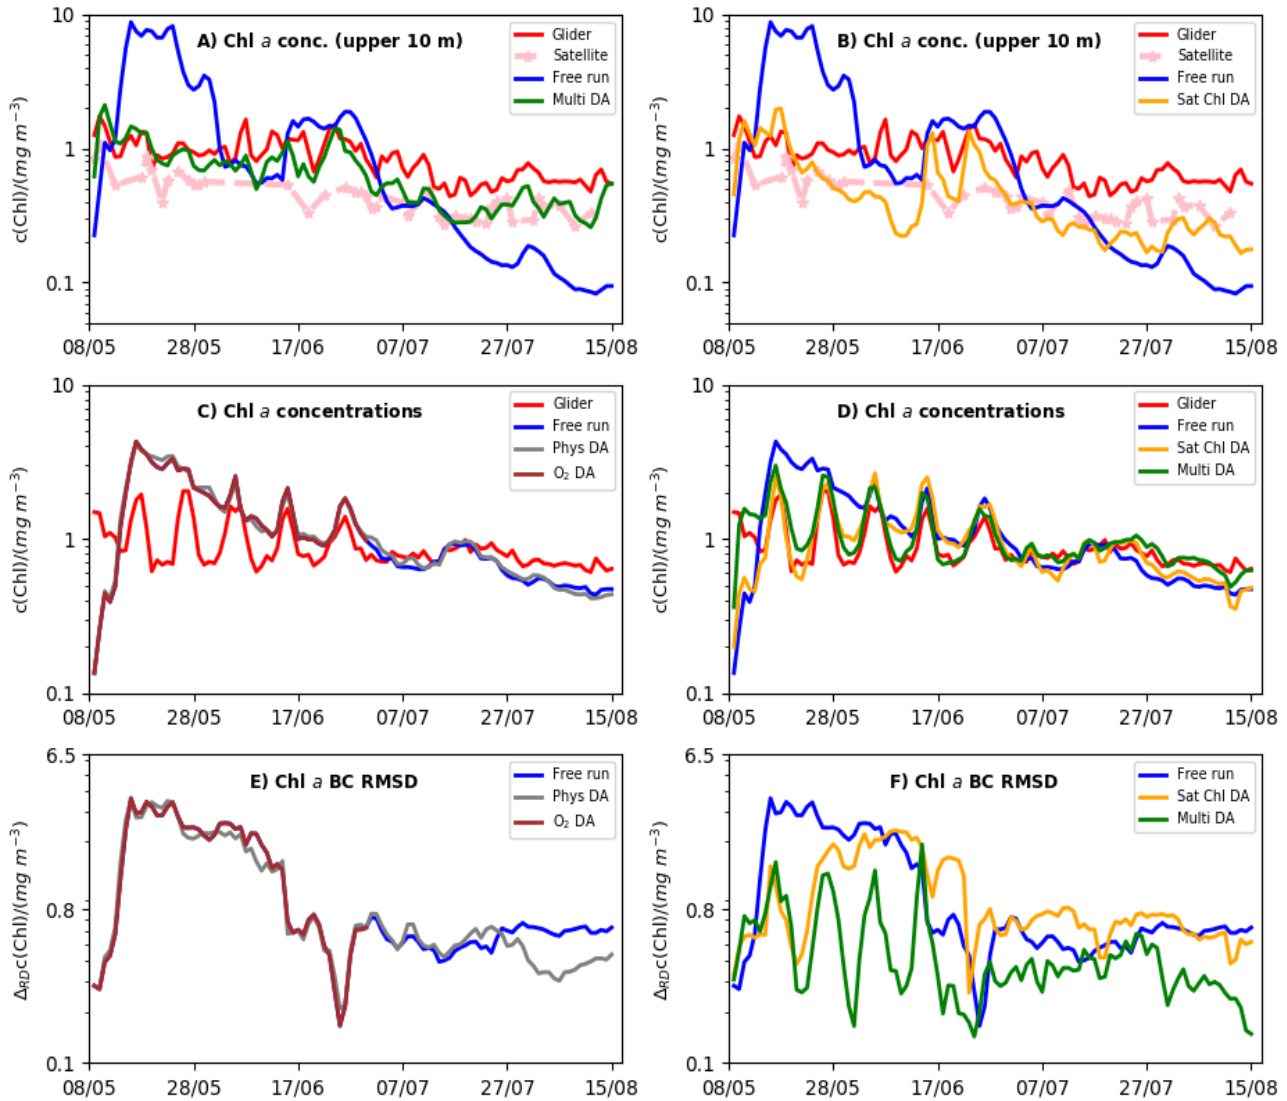 A) Chl a conc. (upper 10 m)
Glider
Satellite
Free run
Multi DA
c(Chl)/(mg m⁻³)
10
1
0.1
08/05 28/05 17/06 07/07 27/07 15/08
B) Chl a conc. (upper 10 m)
Glider
Satellite
Free run
Sat Chl DA
c(Chl)/(mg m⁻³)
10
1
0.1
08/05 28/05 17/06 07/07 27/07 15/08
C) Chl a concentrations
Glider
Free run
Phys DA
O₂ DA
c(Chl)/(mg m⁻³)
10
1
0.1
08/05 28/05 17/06 07/07 27/07 15/08
D) Chl a concentrations
Glider
Free run
Sat Chl DA
Multi DA
c(Chl)/(mg m⁻³)
10
1
0.1
08/05 28/05 17/06 07/07 27/07 15/08
E) Chl a BC RMSD
Free run
Phys DA
O₂ DA
Δ_RD c(Chl)/(mg m⁻³)
6.5
0.8
0.1
08/05 28/05 17/06 07/07 27/07 15/08
F) Chl a BC RMSD
Free run
Sat Chl DA
Multi DA
Δ_RD c(Chl)/(mg m⁻³)
6.5
0.8
0.1
08/05 28/05 17/06 07/07 27/07 15/08